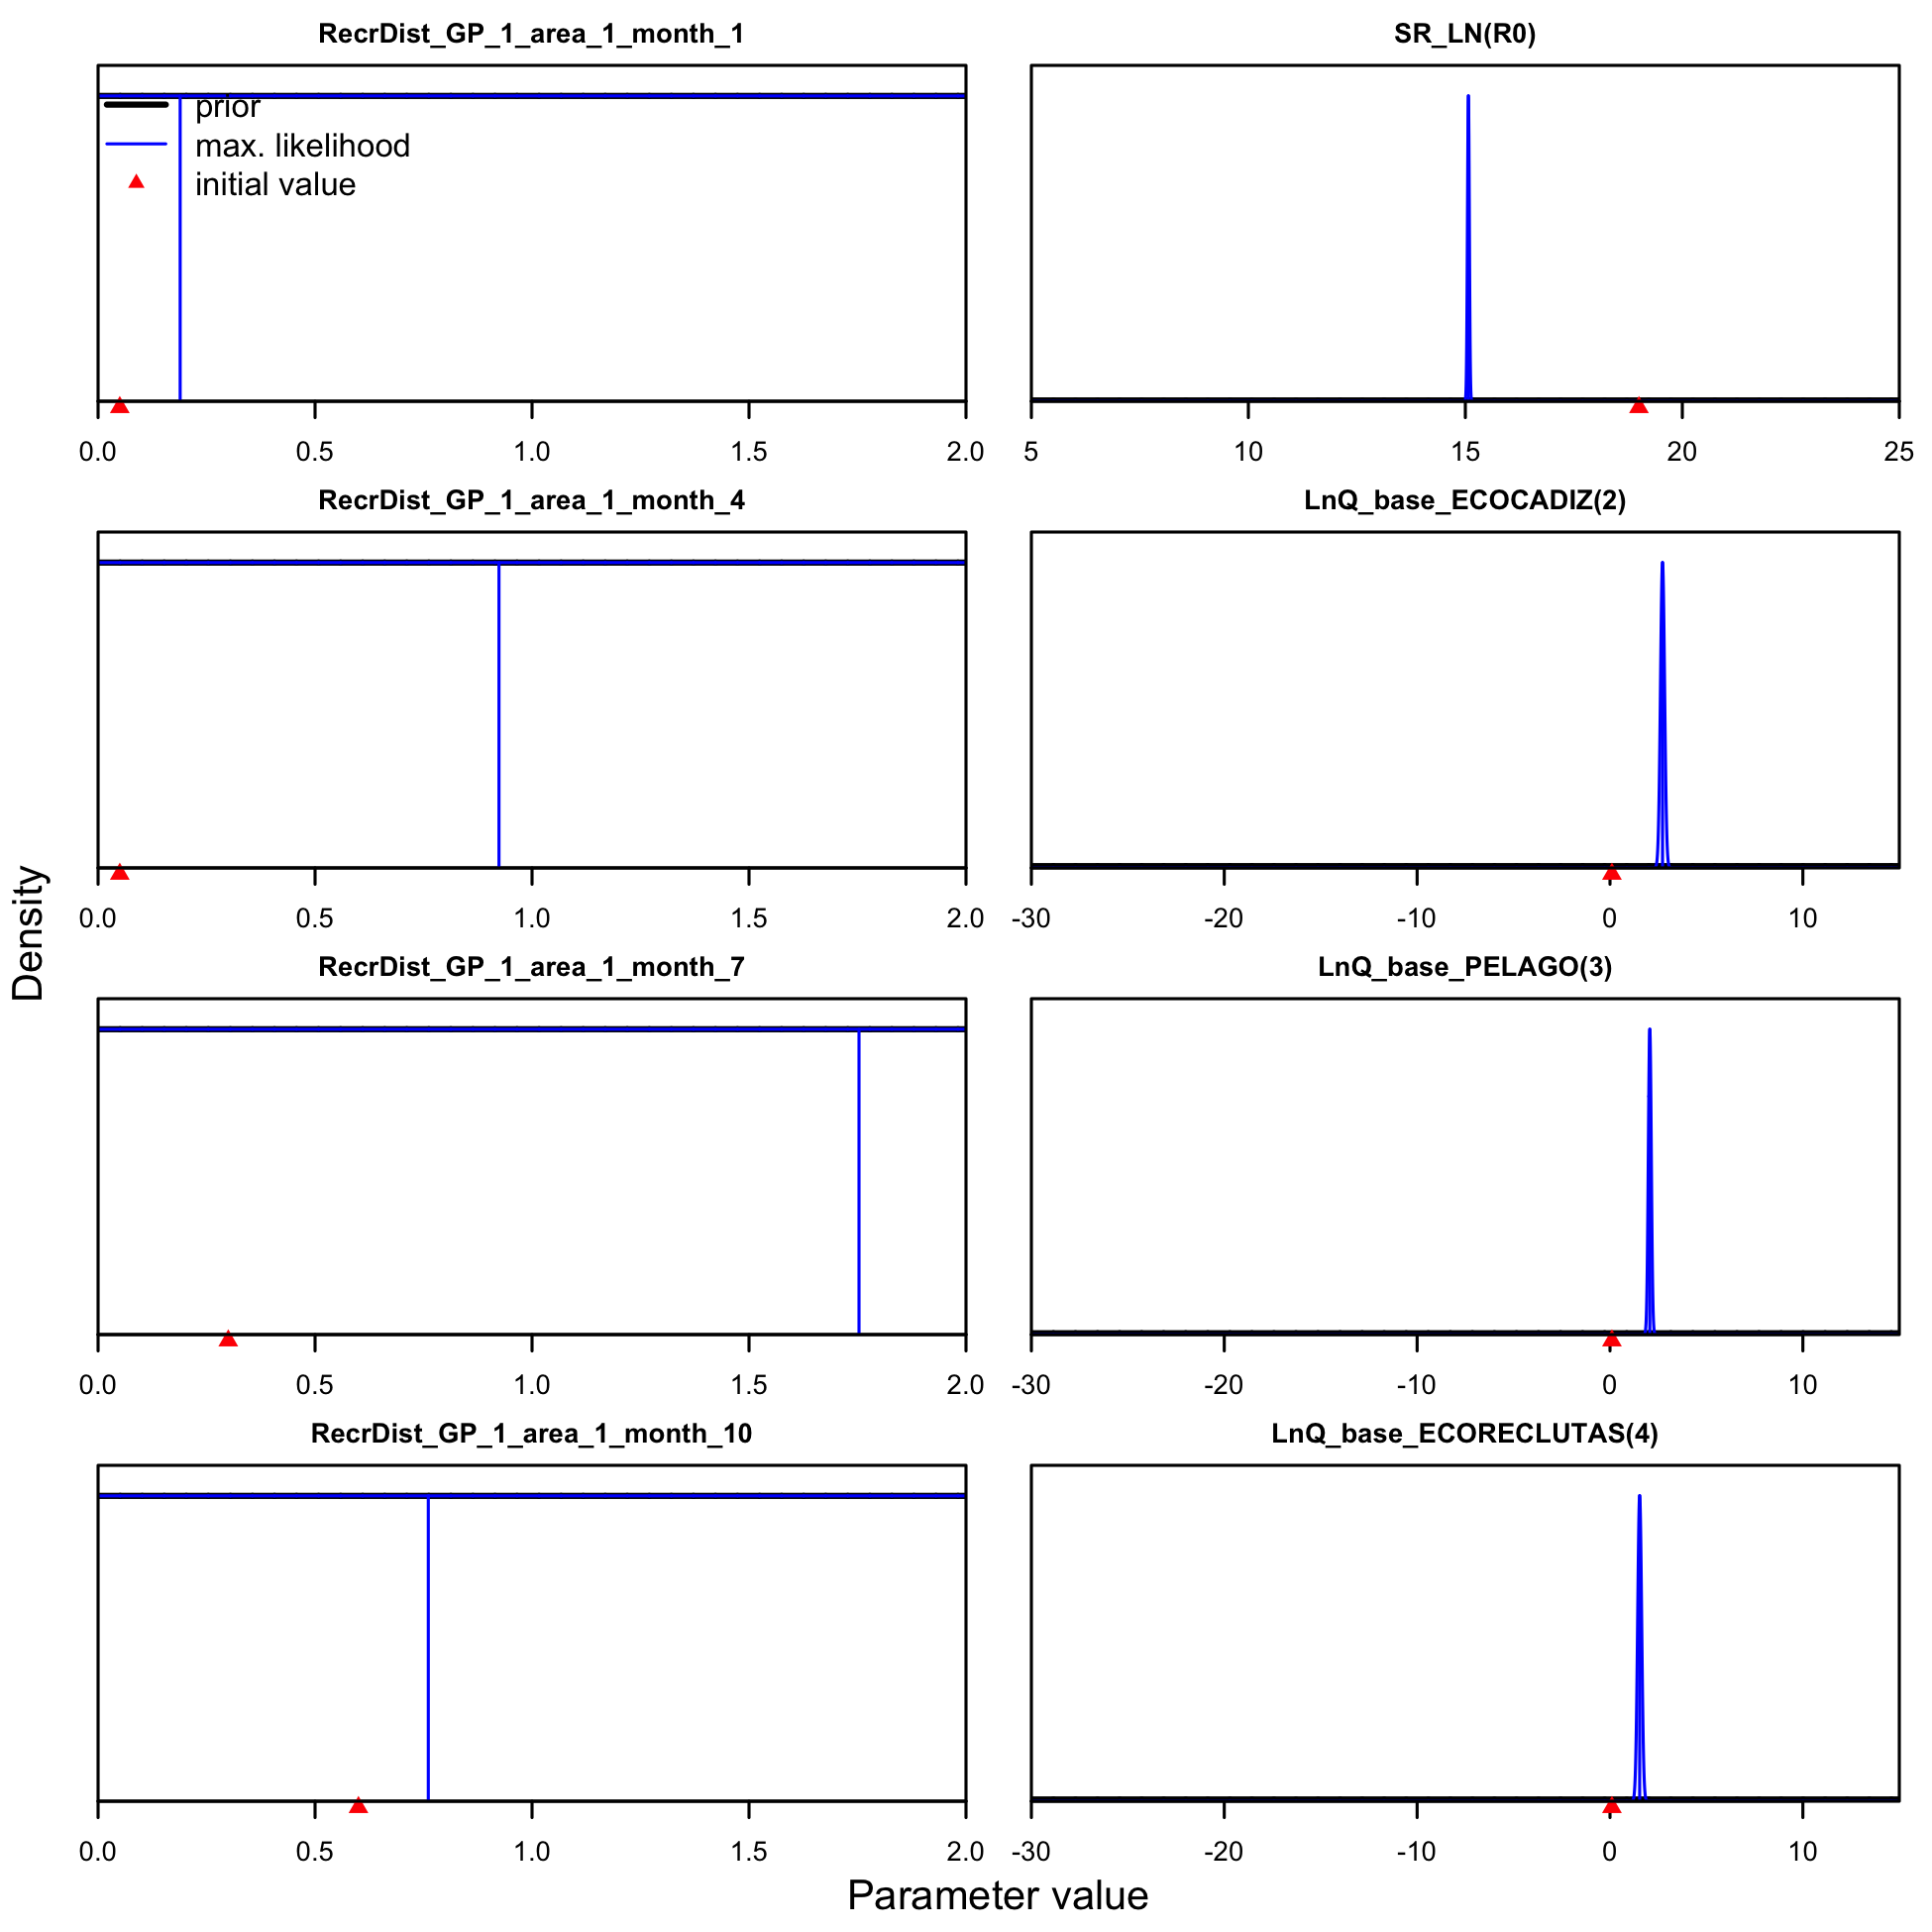 RecrDist_GP_1_area_1_month_1
prior
max. likelihood
initial value
0.0 0.5 1.0 1.5 2.0
SR_LN(R0)
5 10 15 20 25
RecrDist_GP_1_area_1_month_4
0.0 0.5 1.0 1.5 2.0
LnQ_base_ECOCADIZ(2)
-30 -20 -10 0 10
RecrDist_GP_1_area_1_month_7
0.0 0.5 1.0 1.5 2.0
LnQ_base_PELAGO(3)
-30 -20 -10 0 10
RecrDist_GP_1_area_1_month_10
0.0 0.5 1.0 1.5 2.0
LnQ_base_ECORECLUTAS(4)
-30 -20 -10 0 10
Density
Parameter value